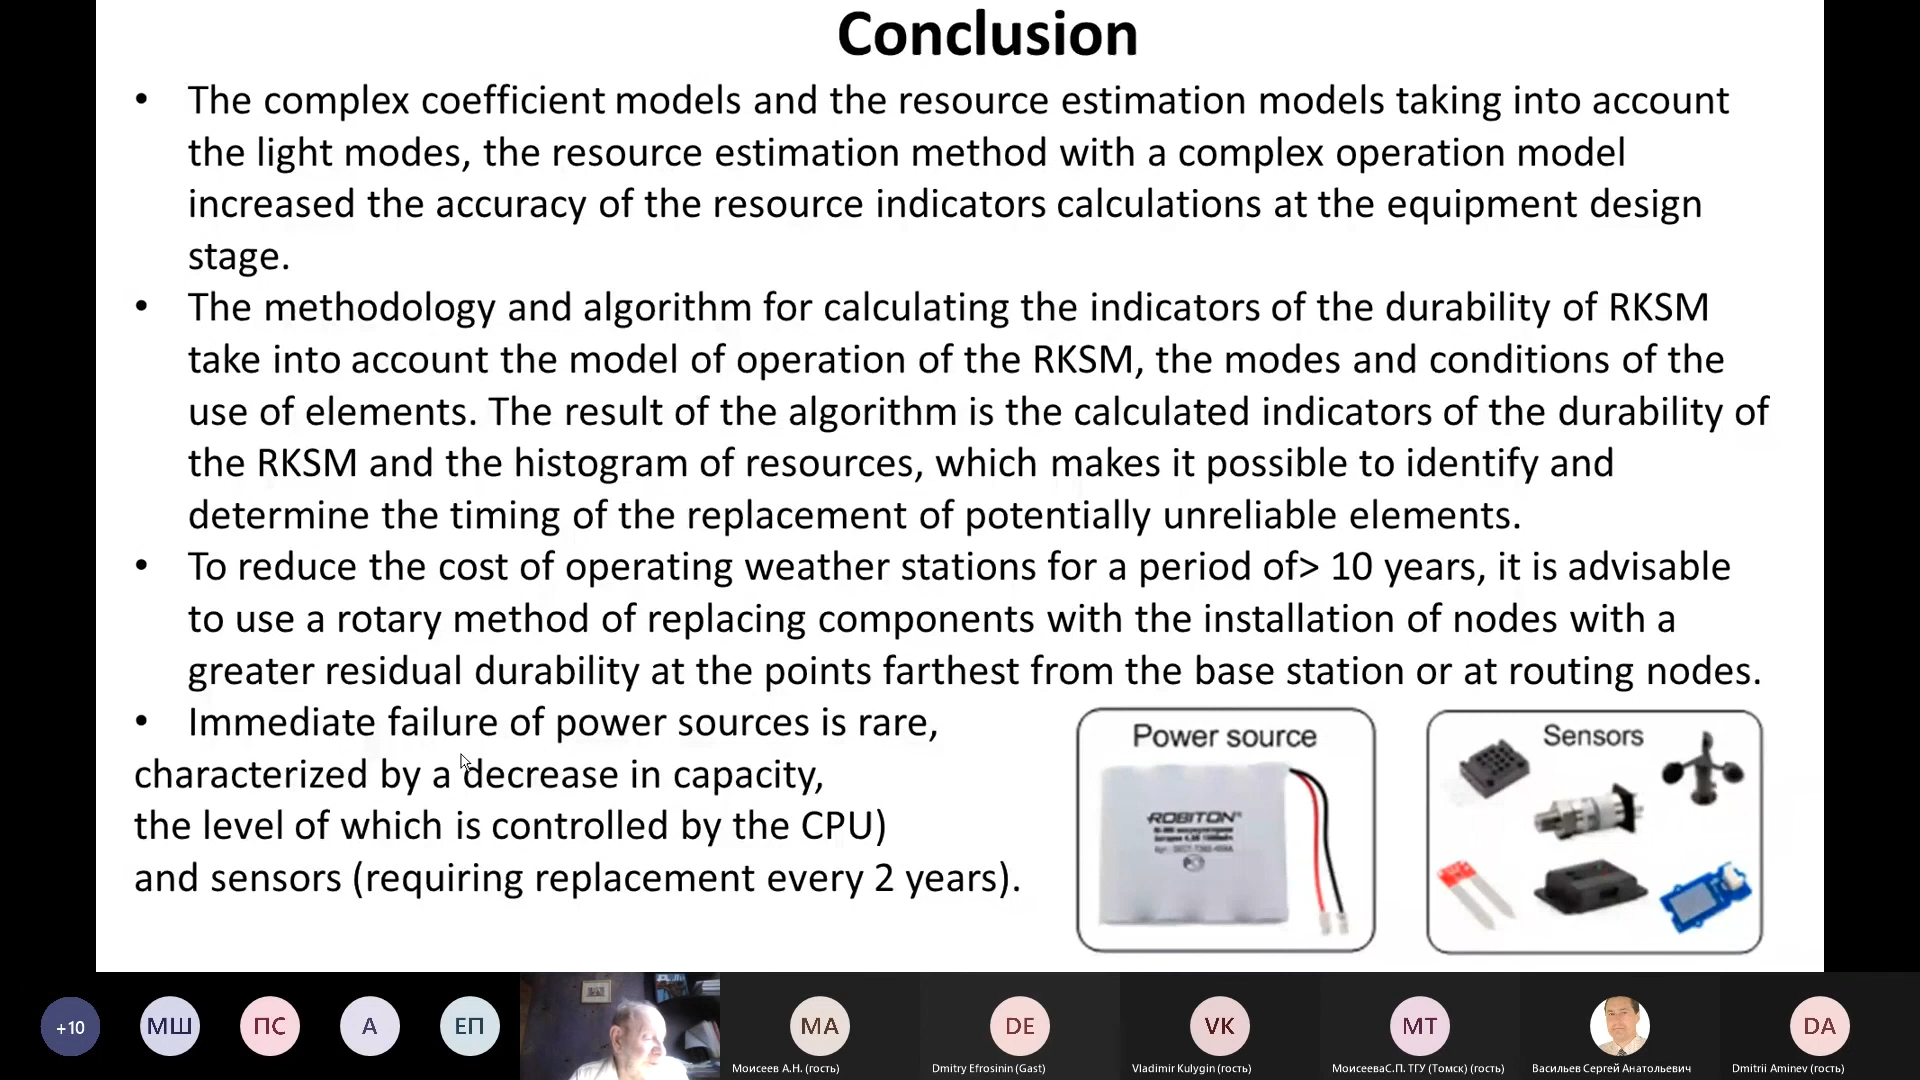 Conclusion
• The complex coefficient models and the resource estimation models taking into account
the light modes, the resource estimation method with a complex operation model
increased the accuracy of the resource indicators calculations at the equipment design
stage.
• The methodology and algorithm for calculating the indicators of the durability of RKSM
take into account the model of operation of the RKSM, the modes and conditions of the
use of elements. The result of the algorithm is the calculated indicators of the durability of
the RKSM and the histogram of resources, which makes it possible to identify and
determine the timing of the replacement of potentially unreliable elements.
• To reduce the cost of operating weather stations for a period of> 10 years, it is advisable
to use a rotary method of replacing components with the installation of nodes with a
greater residual durability at the points farthest from the base station or at routing nodes.
• Immediate failure of power sources is rare,
characterized by a decrease in capacity,
the level of which is controlled by the CPU)
and sensors (requiring replacement every 2 years).
Power source
ROBITON
Sensors
+10
МШ
ПС
А
ЕП
МА
DE
VK
МТ
DA
Моисеев А.Н. (гость)
Dmitry Efrosinin (Gast)
Vladimir Kulygin (гость)
МоисееваС.П. ТГУ (Томск) (гость)
Васильев Сергей Анатольевич
Dmitrii Aminev (гость)